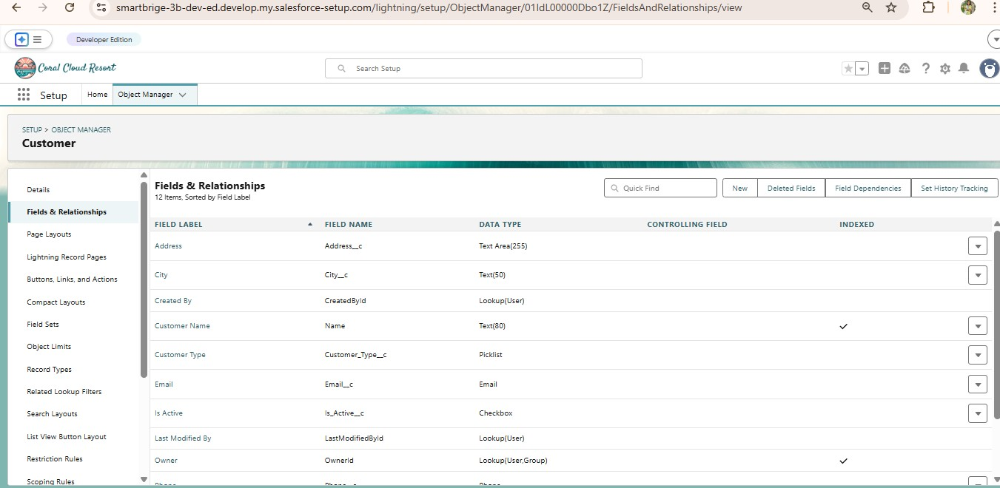 smartbrige-3b-dev-ed.develop.my.salesforce-setup.com/lightning/setup/ObjectManager/01IdL00000Dbo1Z/FieldsAndRelationships/view
Developer Edition
Coral Cloud Resort
Search Setup
Setup
Home
Object Manager
SETUP > OBJECT MANAGER
Customer
Details
Fields & Relationships
Page Layouts
Lightning Record Pages
Buttons, Links, and Actions
Compact Layouts
Field Sets
Object Limits
Record Types
Related Lookup Filters
Search Layouts
List View Button Layout
Restriction Rules
Scoping Rules
Fields & Relationships
12 Items, Sorted by Field Label
Quick Find
New
Deleted Fields
Field Dependencies
Set History Tracking
FIELD LABEL FIELD NAME DATA TYPE CONTROLLING FIELD INDEXED
Address Address__c Text Area(255)
City City__c Text(50)
Created By CreatedById Lookup(User)
Customer Name Name Text(80)
Customer Type Customer_Type__c Picklist
Email Email__c Email
Is Active Is_Active__c Checkbox
Last Modified By LastModifiedById Lookup(User)
Owner OwnerId Lookup(User,Group)
Phone Phone__c Phone